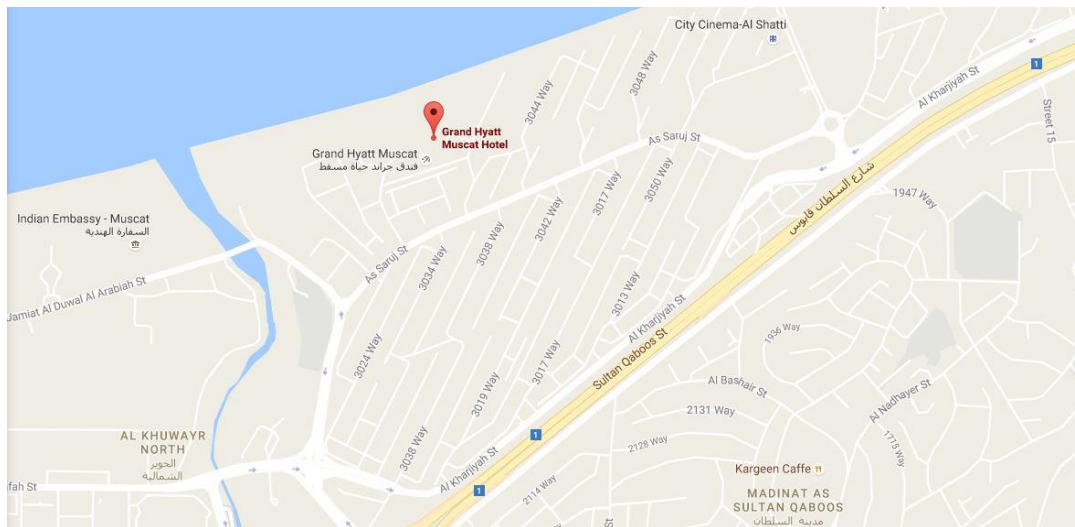 City Cinema-Al Shatti
1
Al Kharjiyah St
3048 Way
3044 Way
Street 15
Grand Hyatt
Muscat Hotel
As Saruj St
Grand Hyatt Muscat
فندق جراند حياة مسقط
3050 Way
3017 Way
شارع السلطان قابوس
1947 Way
3042 Way
Indian Embassy - Muscat
السفارة الهندية
3038 Way
As Saruj St
3034 Way
Jamiat Al Duwal Al Arabiah St
3013 Way
Al Kharjiyah St
1936 Way
3024 Way
Sultan Qaboos St
3017 Way
Al Bashair St
Al Nadhayer St
3019 Way
2131 Way
1
AL KHUWAYR
NORTH
الخوير
الشمالية
2128 Way
1775 Way
3038 Way
Al Kharjiyah St
Kargeen Caffe
afah St
1
2114 Way
MADINAT AS
SULTAN QABOOS
مدينة السلطان